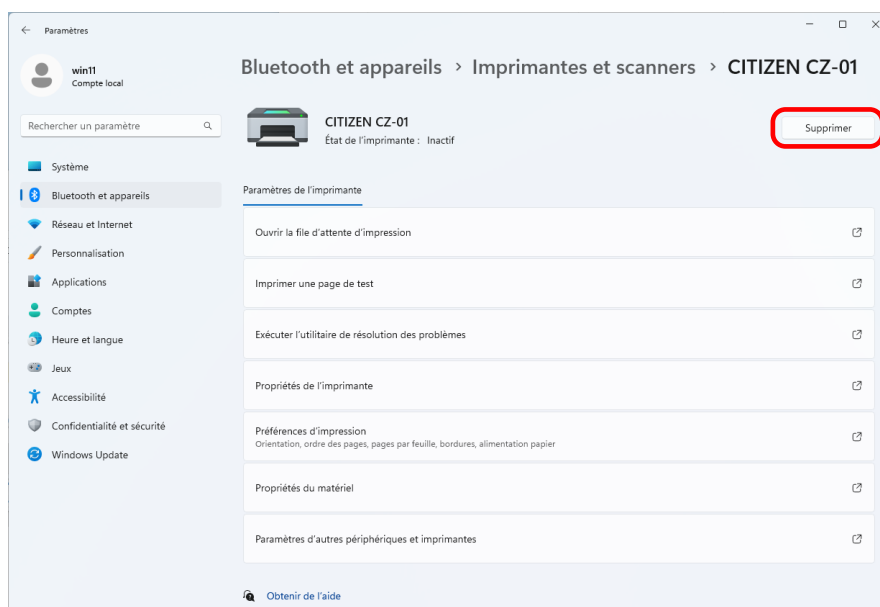 Paramètres
win11
Compte local
Rechercher un paramètre
Système
Bluetooth et appareils
Réseau et Internet
Personnalisation
Applications
Comptes
Heure et langue
Jeux
Accessibilité
Confidentialité et sécurité
Windows Update
Bluetooth et appareils > Imprimantes et scanners > CITIZEN CZ-01
CITIZEN CZ-01
État de l'imprimante : Inactif
Supprimer
Paramètres de l'imprimante
Ouvrir la file d'attente d'impression
Imprimer une page de test
Exécuter l'utilitaire de résolution des problèmes
Propriétés de l'imprimante
Préférences d'impression
Orientation, ordre des pages, pages par feuille, bordures, alimentation papier
Propriétés du matériel
Paramètres d'autres périphériques et imprimantes
Obtenir de l'aide